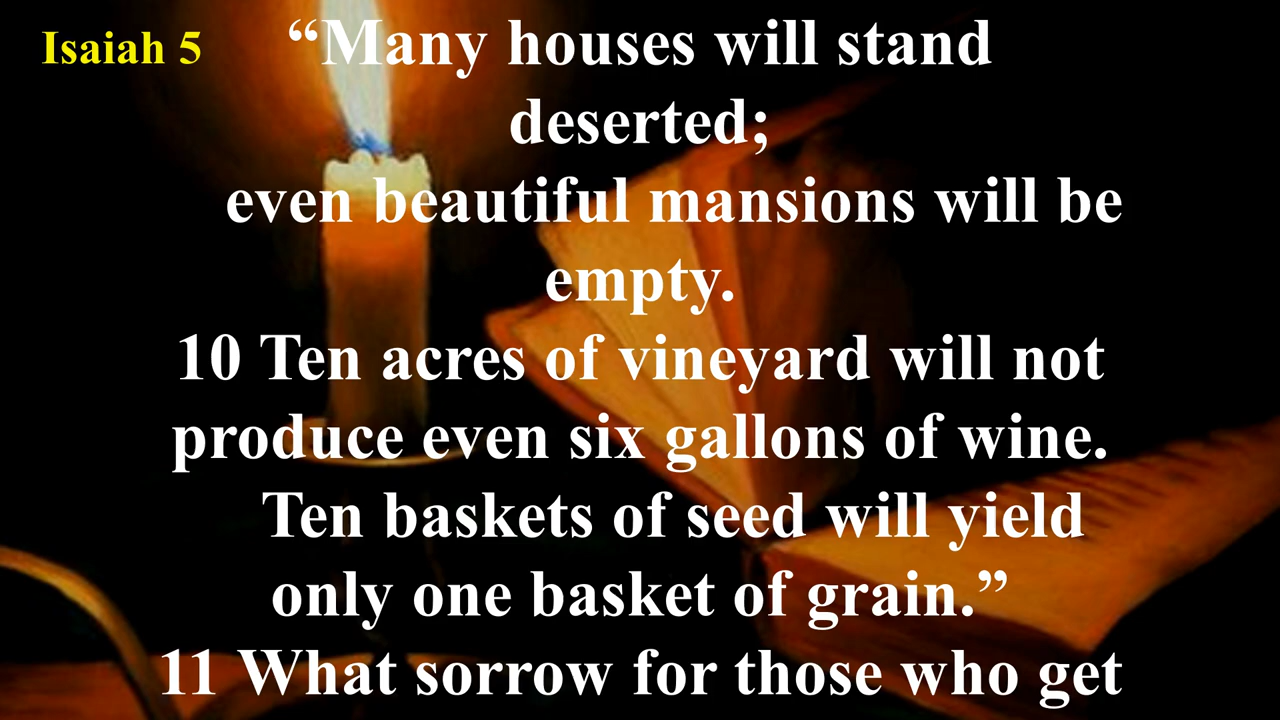 Isaiah 5
“Many houses will stand
deserted;
even beautiful mansions will be
empty.
10 Ten acres of vineyard will not
produce even six gallons of wine.
Ten baskets of seed will yield
only one basket of grain.”
11 What sorrow for those who get